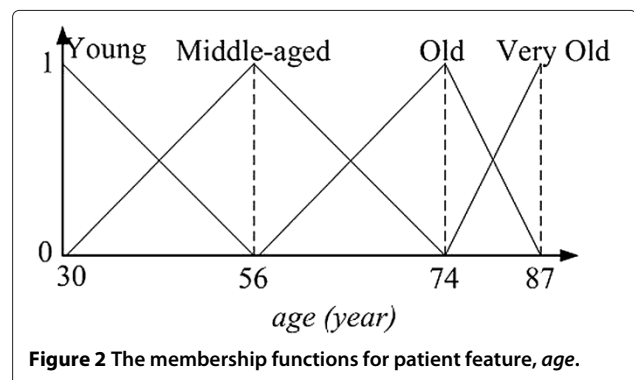 Young Middle-aged Old Very Old
1
0
30 56 74 87
age (year)
Figure 2 The membership functions for patient feature, age.